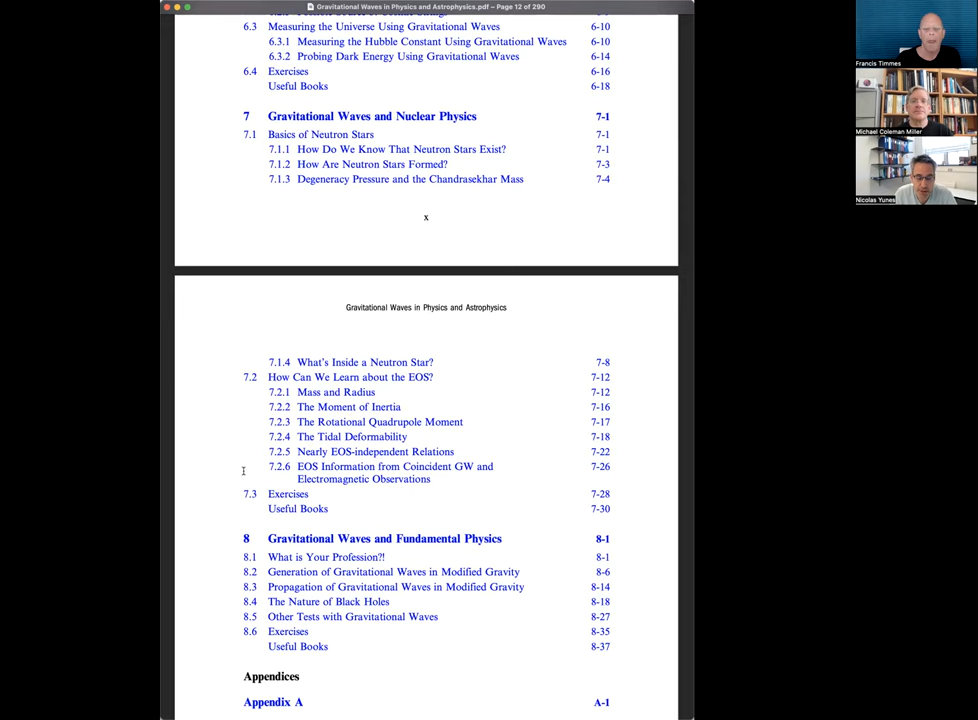 Gravitational Waves in Physics and Astrophysics.pdf – Page 12 of 290
6.3 Measuring the Universe Using Gravitational Waves 6-10
6.3.1 Measuring the Hubble Constant Using Gravitational Waves 6-10
6.3.2 Probing Dark Energy Using Gravitational Waves 6-14
6.4 Exercises 6-16
Useful Books 6-18
7 Gravitational Waves and Nuclear Physics 7-1
7.1 Basics of Neutron Stars 7-1
7.1.1 How Do We Know That Neutron Stars Exist? 7-1
7.1.2 How Are Neutron Stars Formed? 7-3
7.1.3 Degeneracy Pressure and the Chandrasekhar Mass 7-4
x
Gravitational Waves in Physics and Astrophysics
7.1.4 What's Inside a Neutron Star? 7-8
7.2 How Can We Learn about the EOS? 7-12
7.2.1 Mass and Radius 7-12
7.2.2 The Moment of Inertia 7-16
7.2.3 The Rotational Quadrupole Moment 7-17
7.2.4 The Tidal Deformability 7-18
7.2.5 Nearly EOS-independent Relations 7-22
7.2.6 EOS Information from Coincident GW and 7-26
Electromagnetic Observations
7.3 Exercises 7-28
Useful Books 7-30
8 Gravitational Waves and Fundamental Physics 8-1
8.1 What is Your Profession?! 8-1
8.2 Generation of Gravitational Waves in Modified Gravity 8-6
8.3 Propagation of Gravitational Waves in Modified Gravity 8-14
8.4 The Nature of Black Holes 8-18
8.5 Other Tests with Gravitational Waves 8-27
8.6 Exercises 8-35
Useful Books 8-37
Appendices
Appendix A A-1
Francis Timmes
Michael Coleman Miller
Nicolas Yunes